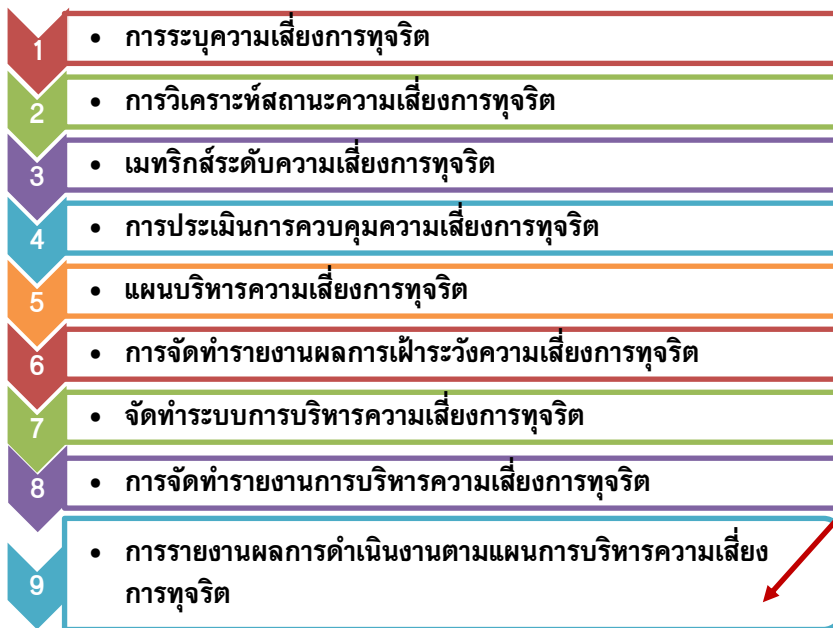 1 • การระบุความเสี่ยงการทุจริต
2 • การวิเคราะห์สถานะความเสี่ยงการทุจริต
3 • เมทริกส์ระดับความเสี่ยงการทุจริต
4 • การประเมินการควบคุมความเสี่ยงการทุจริต
5 • แผนบริหารความเสี่ยงการทุจริต
6 • การจัดทำรายงานผลการเฝ้าระวังความเสี่ยงการทุจริต
7 • จัดทำระบบการบริหารความเสี่ยงการทุจริต
8 • การจัดทำรายงานการบริหารความเสี่ยงการทุจริต
9 • การรายงานผลการดำเนินงานตามแผนการบริหารความเสี่ยง
การทุจริต